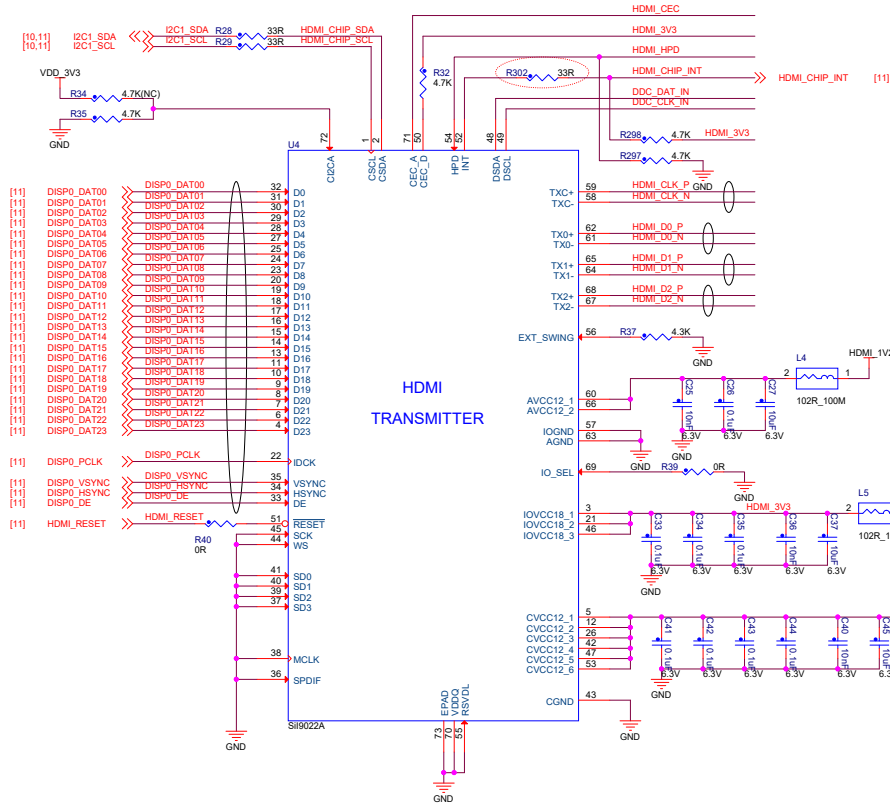 HDMI_CEC
I2C1_SDA R28 33R HDMI_CHIP_SDA
[10,11] I2C1_SDA
HDMI_3V3
I2C1_SCL R29 33R HDMI_CHIP_SCL
[10,11] I2C1_SCL
HDMI_HPD
VDD_3V3
R32
4.7K
R302 33R HDMI_CHIP_INT
HDMI_CHIP_INT [11]
R34 4.7K(NC)
DDC_DAT_IN
R35 4.7K
DDC_CLK_IN
GND
R298 4.7K HDMI_3V3
R297 4.7K
GND
U4
72 1 2 71 50 54 52 48 49
CI2CA CSCL CSDA CEC_A CEC_D HPD INT DSDA DSCL
[11] DISP0_DAT00 DISP0_DAT00 32 D0
[11] DISP0_DAT01 DISP0_DAT01 31 D1
[11] DISP0_DAT02 DISP0_DAT02 30 D2
[11] DISP0_DAT03 DISP0_DAT03 29 D3
[11] DISP0_DAT04 DISP0_DAT04 28 D4
[11] DISP0_DAT05 DISP0_DAT05 27 D5
[11] DISP0_DAT06 DISP0_DAT06 25 D6
[11] DISP0_DAT07 DISP0_DAT07 24 D7
[11] DISP0_DAT08 DISP0_DAT08 23 D8
[11] DISP0_DAT09 DISP0_DAT09 20 D9
[11] DISP0_DAT10 DISP0_DAT10 19 D10
[11] DISP0_DAT11 DISP0_DAT11 18 D11
[11] DISP0_DAT12 DISP0_DAT12 17 D12
[11] DISP0_DAT13 DISP0_DAT13 16 D13
[11] DISP0_DAT14 DISP0_DAT14 15 D14
[11] DISP0_DAT15 DISP0_DAT15 14 D15
[11] DISP0_DAT16 DISP0_DAT16 13 D16
[11] DISP0_DAT17 DISP0_DAT17 11 D17
[11] DISP0_DAT18 DISP0_DAT18 10 D18
[11] DISP0_DAT19 DISP0_DAT19 9 D19
[11] DISP0_DAT20 DISP0_DAT20 8 D20
[11] DISP0_DAT21 DISP0_DAT21 7 D21
[11] DISP0_DAT22 DISP0_DAT22 6 D22
[11] DISP0_DAT23 DISP0_DAT23 4 D23
[11] DISP0_PCLK DISP0_PCLK 22 IDCK
[11] DISP0_VSYNC DISP0_VSYNC 35 VSYNC
[11] DISP0_HSYNC DISP0_HSYNC 34 HSYNC
[11] DISP0_DE DISP0_DE 33 DE
[11] HDMI_RESET HDMI_RESET 51 RESET
R40
0R
45 SCK
44 WS
41 SD0
40 SD1
39 SD2
37 SD3
38 MCLK
36 SPDIF
GND
HDMI
TRANSMITTER
TXC+ 59 HDMI_CLK_P
TXC- 58 HDMI_CLK_N
TX0+ 62 HDMI_D0_P
TX0- 61 HDMI_D0_N
TX1+ 65 HDMI_D1_P
TX1- 64 HDMI_D1_N
TX2+ 68 HDMI_D2_P
TX2- 67 HDMI_D2_N
EXT_SWING 56 R37 4.3K
GND
L4 HDMI_1V2
2 1
102R_100M
AVCC12_1 60
AVCC12_2 66
C25 C26 C27
10nF 0.1uF 10uF
6.3V 6.3V 6.3V
GND
IOGND 57
AGND 63
GND
IO_SEL 69 R39 0R
GND
IOVCC18_1 3 HDMI_3V3 2 L5
IOVCC18_2 21
IOVCC18_3 46
102R_1
C33 C34 C35 C36 C37
0.1uF 0.1uF 0.1uF 10nF 10uF
6.3V 6.3V 6.3V 6.3V 6.3V
GND
CVCC12_1 5
CVCC12_2 12
CVCC12_3 26
CVCC12_4 42
CVCC12_5 47
CVCC12_6 53
C41 C42 C43 C44 C40 C45
0.1uF 0.1uF 0.1uF 0.1uF 10nF 10uF
6.3V 6.3V 6.3V 6.3V 6.3V 6.3
GND
CGND 43
GND
EPAD VDDQ RSVDL
73 70 55
SiI9022A
GND